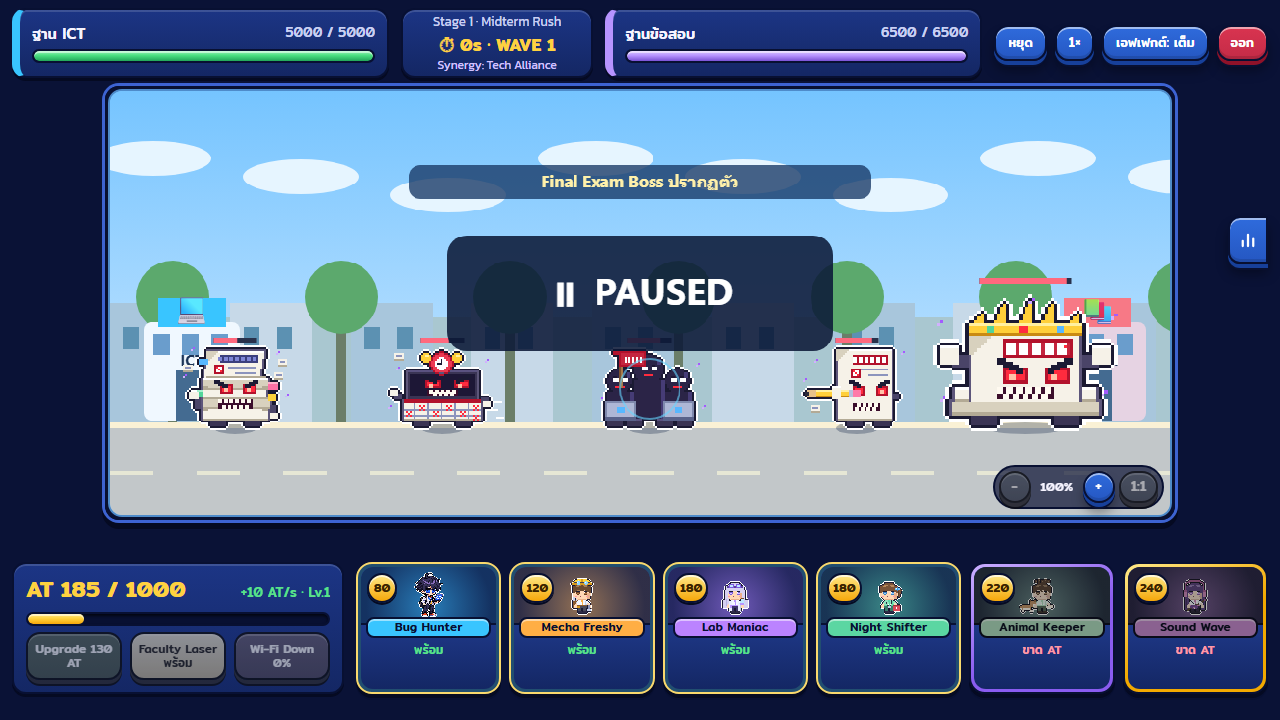 ฐาน ICT
5000 / 5000
Stage 1 · Midterm Rush
⏱ 0s · WAVE 1
Synergy: Tech Alliance
ฐานข้อสอบ
6500 / 6500
หยุด
1×
เอฟเฟกต์: เต็ม
ออก
Final Exam Boss ปรากฏตัว
⏸ PAUSED
−
100%
+
1:1
AT 185 / 1000
+10 AT/s · Lv.1
Upgrade 130
AT
Faculty Laser
พร้อม
Wi-Fi Down
0%
80
Bug Hunter
พร้อม
120
Mecha Freshy
พร้อม
180
Lab Maniac
พร้อม
180
Night Shifter
พร้อม
220
Animal Keeper
ขาด AT
240
Sound Wave
ขาด AT